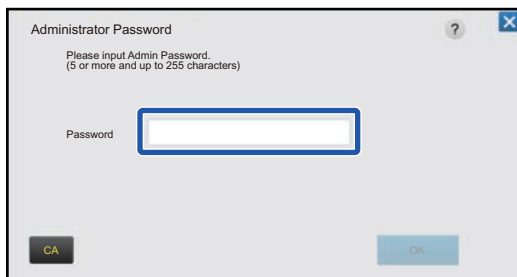 Administrator Password
?
Please input Admin Password.
(5 or more and up to 255 characters)
Password
CA
OK